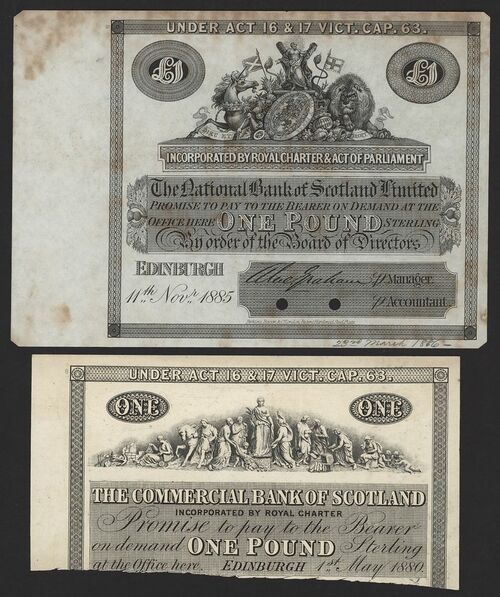 UNDER ACT 16 & 17 VICT. CAP. 63.
£1 £1
INCORPORATED BY ROYAL CHARTER & ACT OF PARLIAMENT
The National Bank of Scotland Limited
PROMISE TO PAY TO THE BEARER ON DEMAND AT THE
OFFICE HERE ONE POUND STERLING
By order of the Board of Directors
EDINBURGH
11th Novr 1885
Manager.
Accountant.
23rd March 1886
UNDER ACT 16 & 17 VICT. CAP. 63.
ONE ONE
THE COMMERCIAL BANK OF SCOTLAND
INCORPORATED BY ROYAL CHARTER
Promise to pay to the Bearer
on demand ONE POUND Sterling
at the Office here. EDINBURGH 1st May 1880.